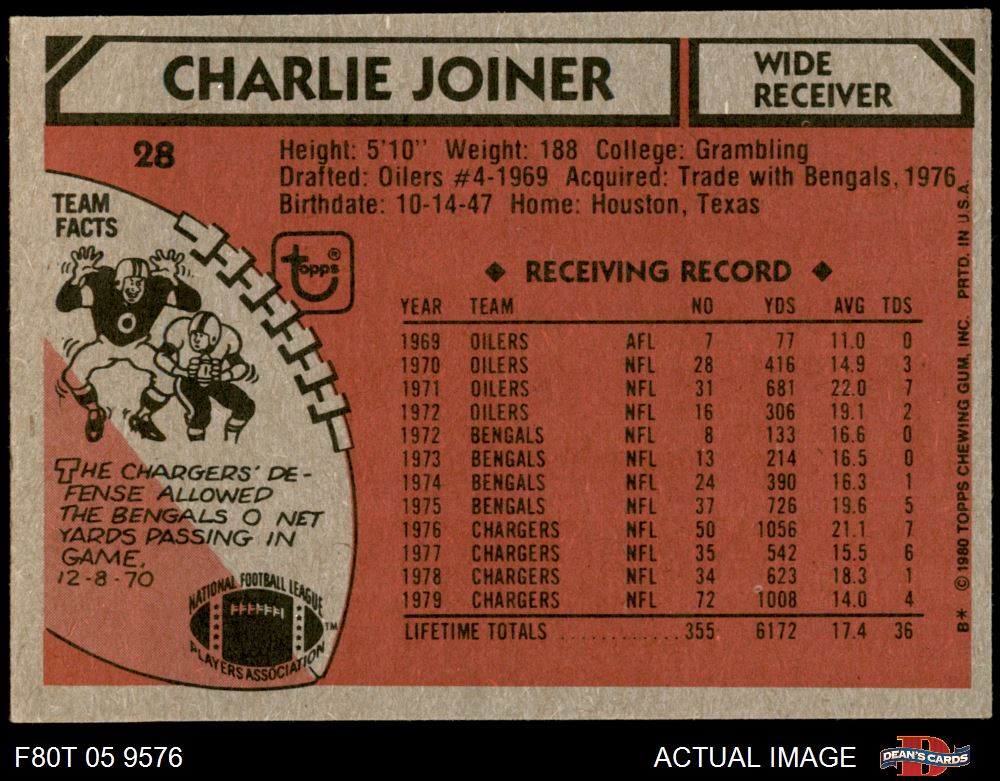 CHARLIE JOINER
WIDE
RECEIVER
28
Height: 5'10" Weight: 188 College: Grambling
Drafted: Oilers #4-1969 Acquired: Trade with Bengals, 1976
Birthdate: 10-14-47 Home: Houston, Texas
TEAM
FACTS
topps®
THE CHARGERS' DE-
FENSE ALLOWED
THE BENGALS 0 NET
YARDS PASSING IN
GAME.
12-8-70
NATIONAL FOOTBALL LEAGUE
PLAYERS ASSOCIATION
TM
◆ RECEIVING RECORD ◆
YEAR TEAM NO YDS AVG TDS
1969 OILERS AFL 7 77 11.0 0
1970 OILERS NFL 28 416 14.9 3
1971 OILERS NFL 31 681 22.0 7
1972 OILERS NFL 16 306 19.1 2
1972 BENGALS NFL 8 133 16.6 0
1973 BENGALS NFL 13 214 16.5 0
1974 BENGALS NFL 24 390 16.3 1
1975 BENGALS NFL 37 726 19.6 5
1976 CHARGERS NFL 50 1056 21.1 7
1977 CHARGERS NFL 35 542 15.5 6
1978 CHARGERS NFL 34 623 18.3 1
1979 CHARGERS NFL 72 1008 14.0 4
LIFETIME TOTALS ............ 355 6172 17.4 36
B* © 1980 TOPPS CHEWING GUM, INC. PRTD. IN U.S.A.
F80T 05 9576
ACTUAL IMAGE
DEAN'S CARDS